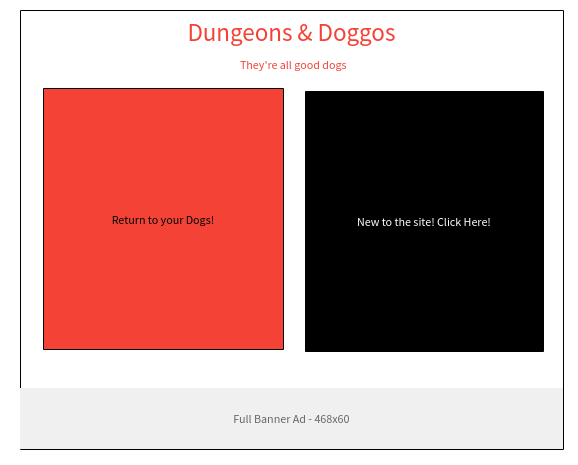 Dungeons & Doggos
They're all good dogs
Return to your Dogs!
New to the site! Click Here!
Full Banner Ad - 468x60